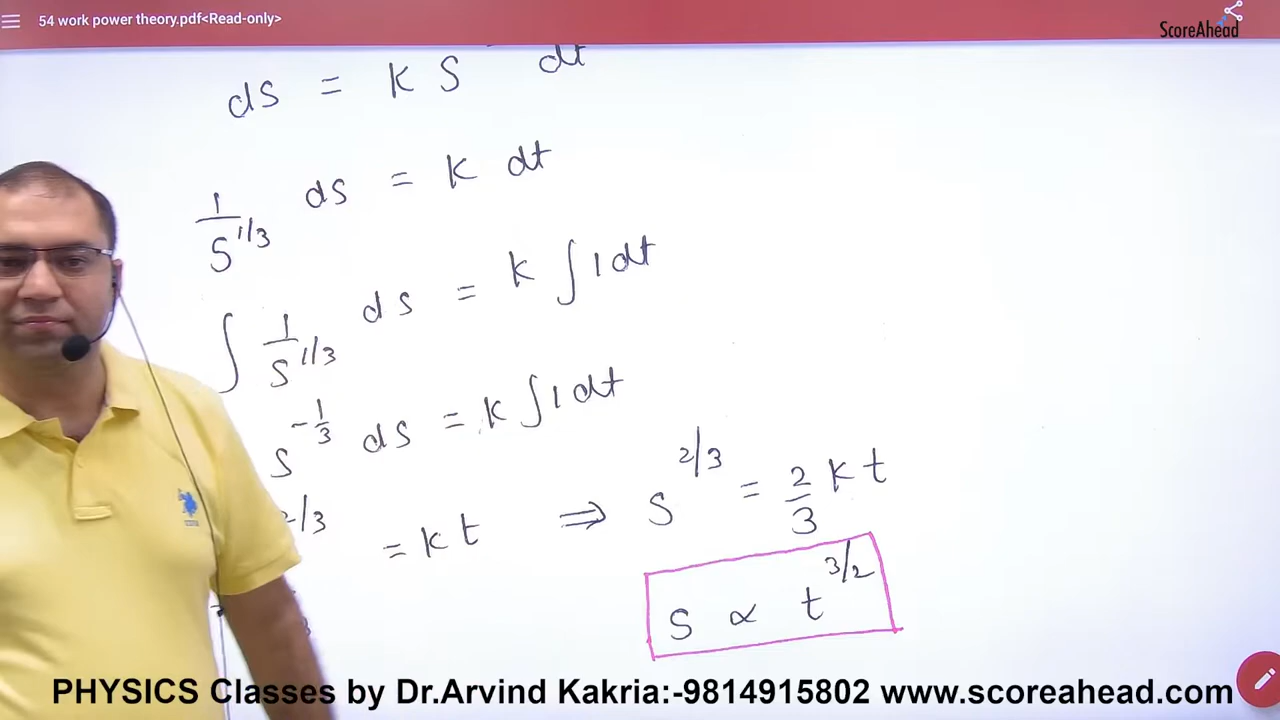 54 work power theory.pdf<Read-only>
ScoreAhead
ds = k S dt
1/S^1/3 ds = k dt
∫ 1/S^1/3 ds = k ∫ 1 dt
S^-1/3 ds = k ∫ 1 dt
2/3 = k t ⇒ S^2/3 = 2/3 k t
S ∝ t^3/2
PHYSICS Classes by Dr.Arvind Kakria:-9814915802 www.scoreahead.com